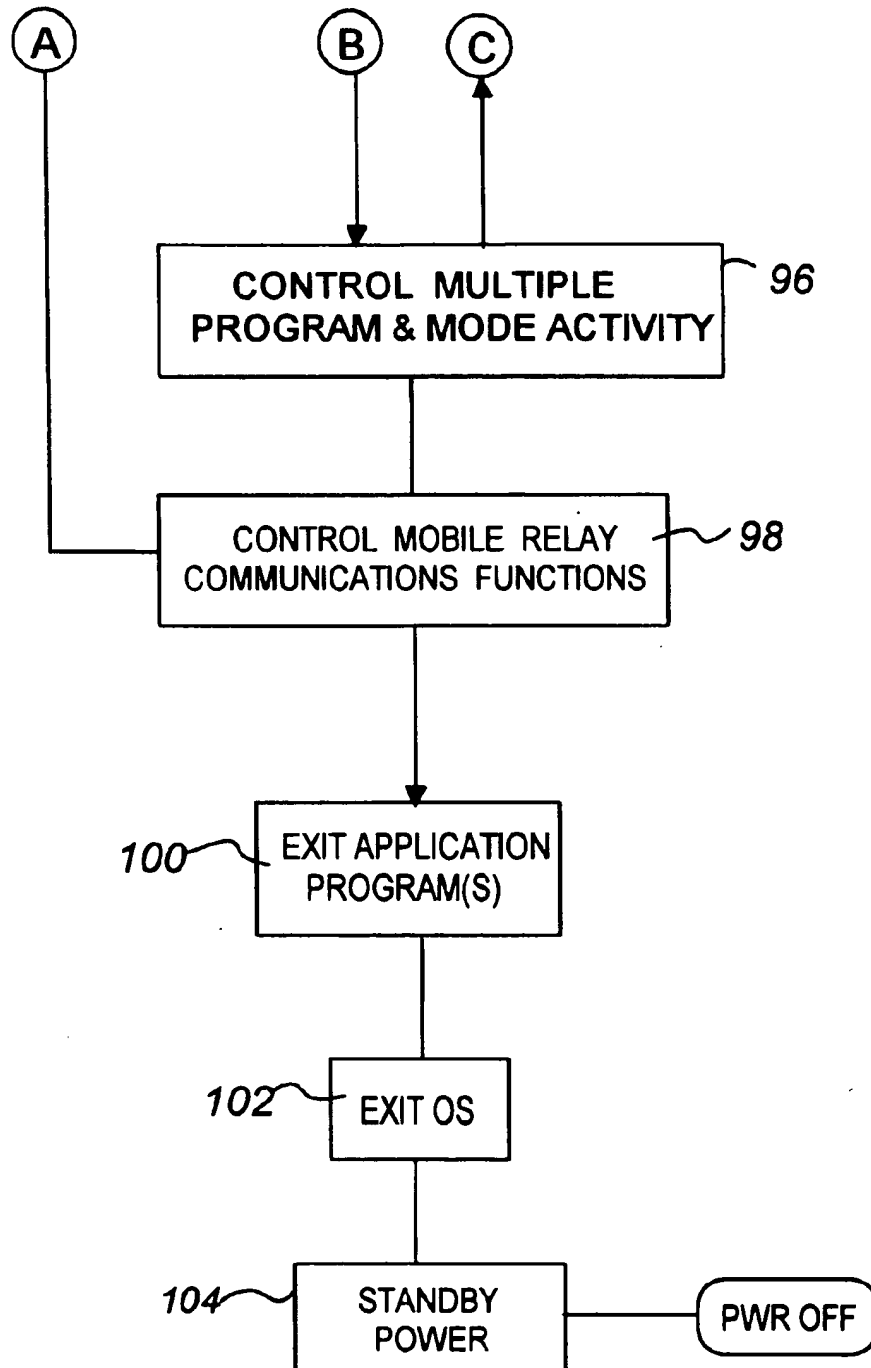 A
B
C
CONTROL MULTIPLE
PROGRAM & MODE ACTIVITY
96
CONTROL MOBILE RELAY
COMMUNICATIONS FUNCTIONS
98
100
EXIT APPLICATION
PROGRAM(S)
102
EXIT OS
104
STANDBY
POWER
PWR OFF